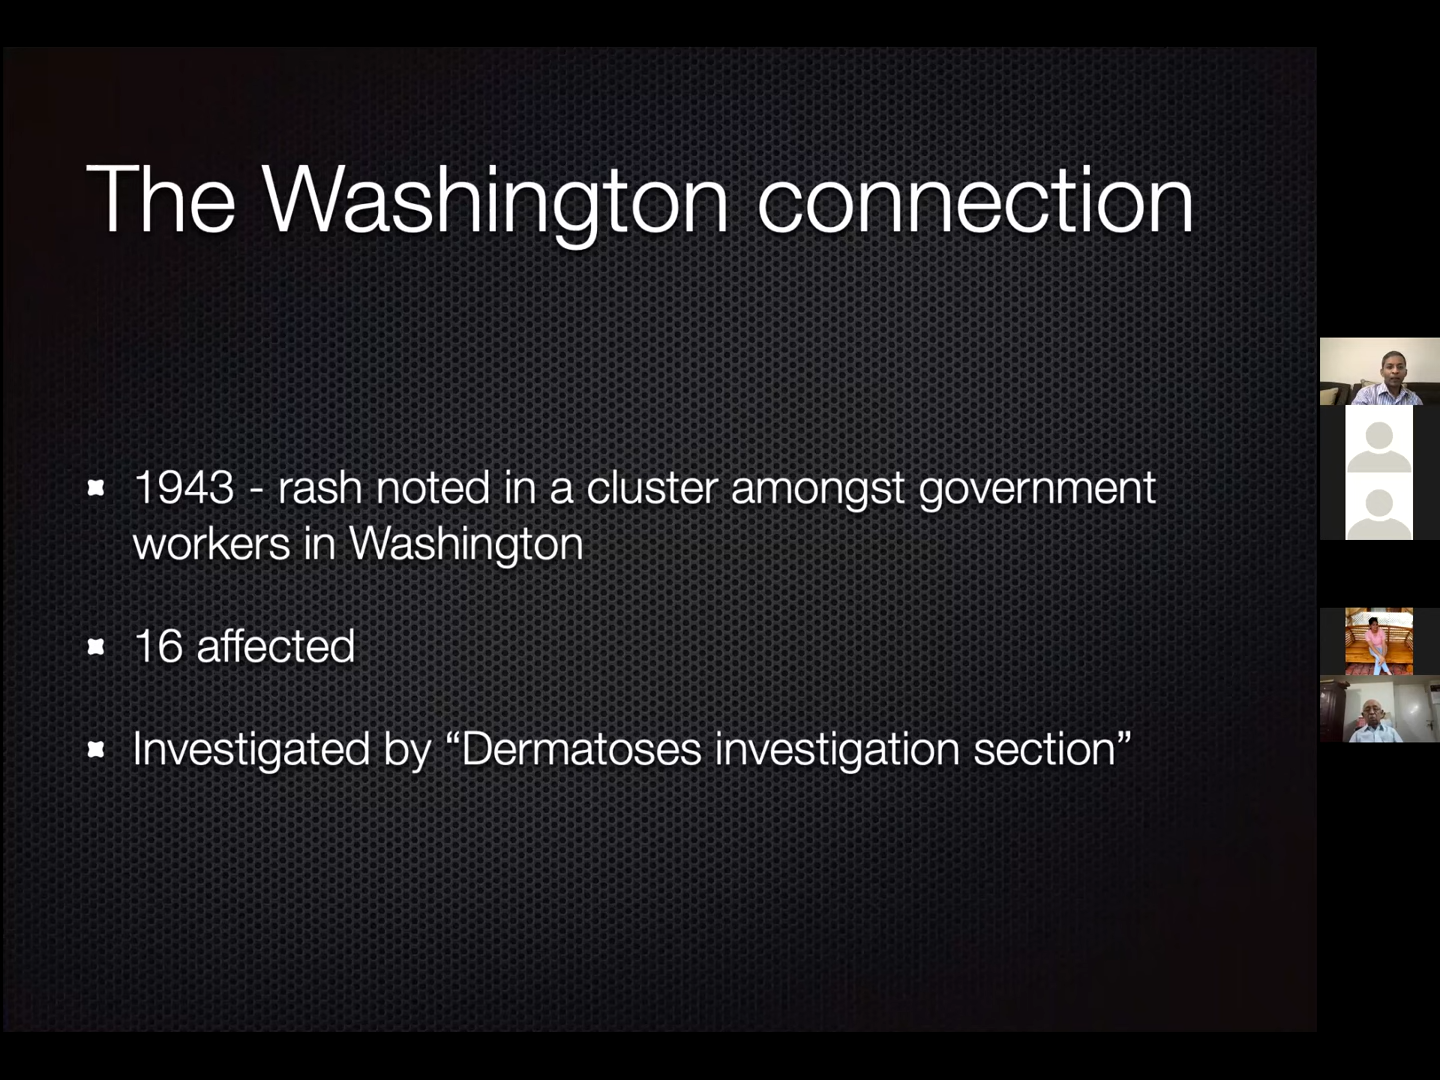 The Washington connection
1943 - rash noted in a cluster amongst government
workers in Washington
16 affected
Investigated by “Dermatoses investigation section”